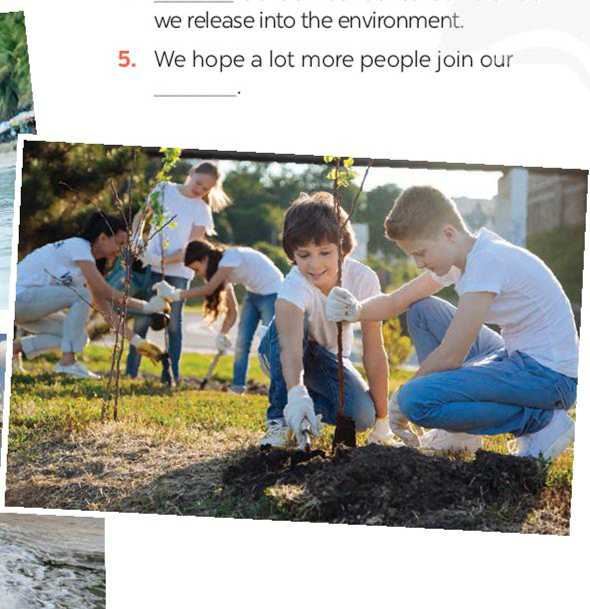 we release into the environment.
5. We hope a lot more people join our
________.